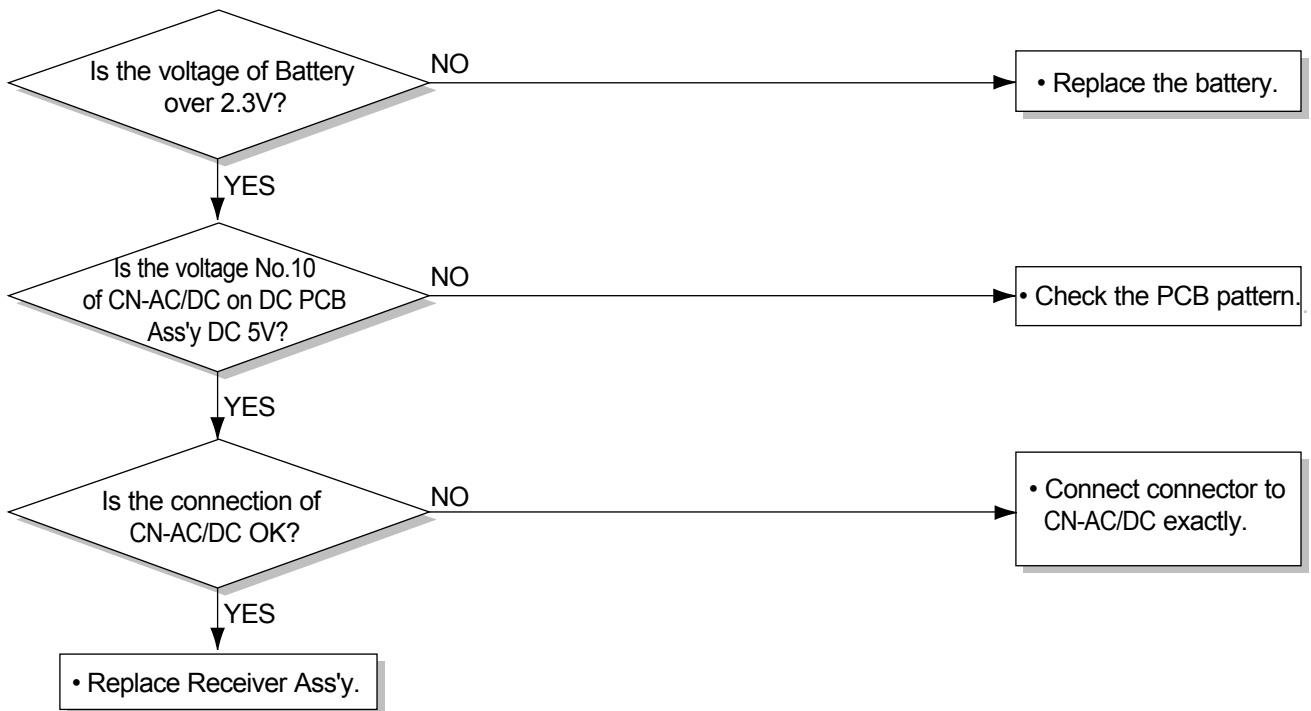 Is the voltage of Battery
over 2.3V?
NO
• Replace the battery.
YES
Is the voltage No.10
of CN-AC/DC on DC PCB
Ass'y DC 5V?
NO
• Check the PCB pattern.
YES
Is the connection of
CN-AC/DC OK?
NO
• Connect connector to
CN-AC/DC exactly.
YES
• Replace Receiver Ass'y.